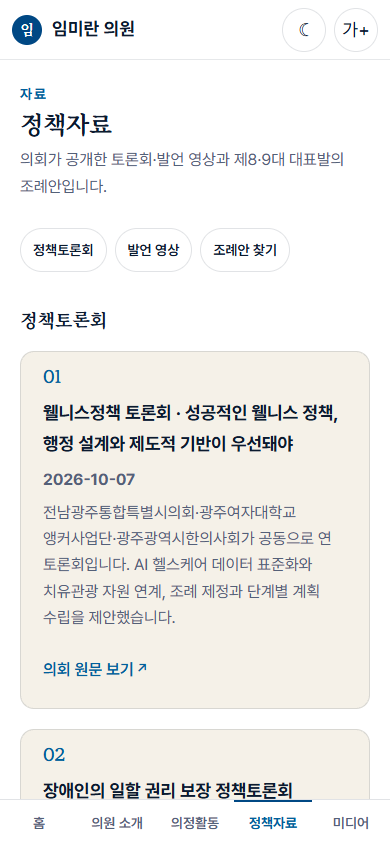 임 임미란 의원 ☾ 가+
자료
정책자료
의회가 공개한 토론회·발언 영상과 제8·9대 대표발의
조례안입니다.
정책토론회 발언 영상 조례안 찾기
정책토론회
01
웰니스정책 토론회 · 성공적인 웰니스 정책,
행정 설계와 제도적 기반이 우선돼야
2026-10-07
전남광주통합특별시의회·광주여자대학교
앵커사업단·광주광역시한의사회가 공동으로 연
토론회입니다. AI 헬스케어 데이터 표준화와
치유관광 자원 연계, 조례 제정과 단계별 계획
수립을 제안했습니다.
의회 원문 보기 ↗
02
장애인의 일할 권리 보장 정책토론회
홈 의원 소개 의정활동 정책자료 미디어